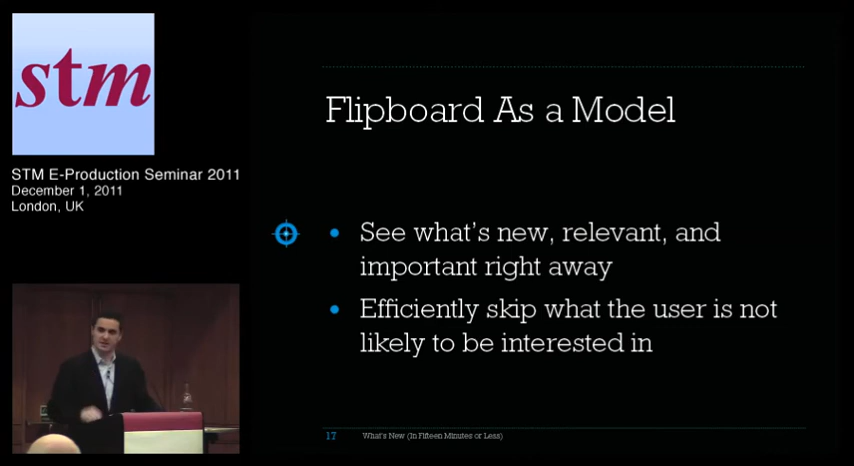 stm
STM E-Production Seminar 2011
December 1, 2011
London, UK
Flipboard As a Model
• See what's new, relevant, and
important right away
• Efficiently skip what the user is not
likely to be interested in
17 What's New (In Fifteen Minutes or Less)